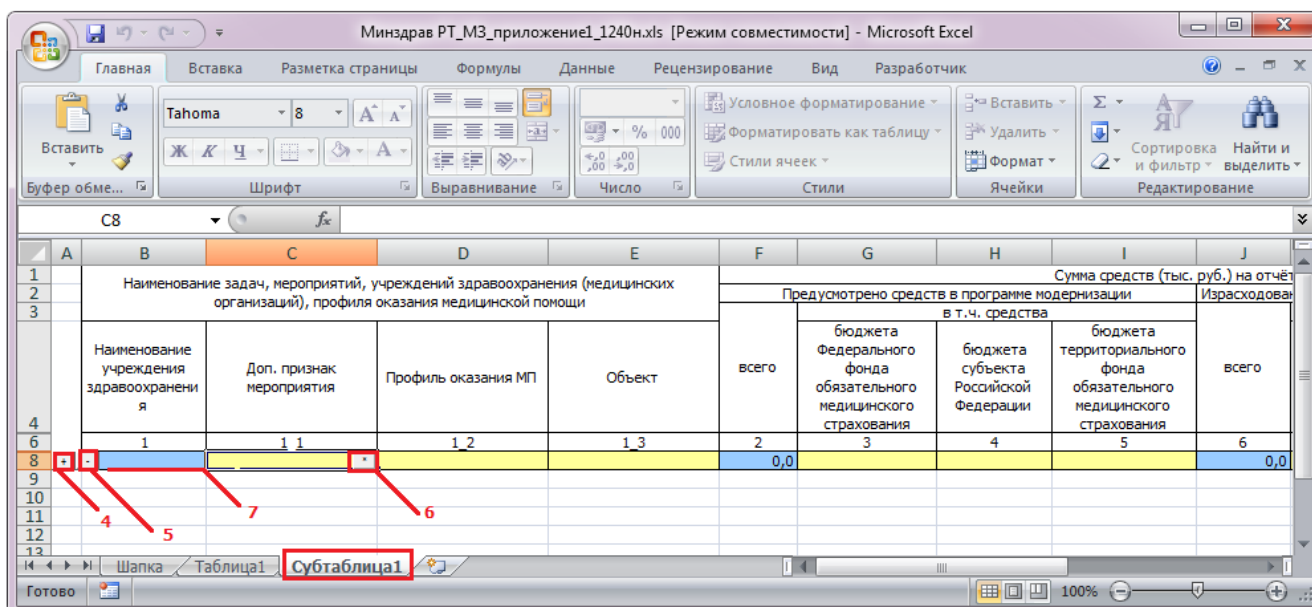 Минздрав РТ_МЗ_приложение1_1240н.xls [Режим совместимости] - Microsoft Excel
Главная Вставка Разметка страницы Формулы Данные Рецензирование Вид Разработчик
Вставить
Буфер обме...
Tahoma 8
Ж К Ч
Шрифт
Выравнивание
% 000
Число
Условное форматирование
Форматировать как таблицу
Стили ячеек
Стили
Вставить
Удалить
Формат
Ячейки
Сортировка и фильтр
Найти и выделить
Редактирование
C8 fx
A B C D E F G H I J
1 Наименование задач, мероприятий, учреждений здравоохранения (медицинских Сумма средств (тыс. руб.) на отчёт
2 организаций), профиля оказания медицинской помощи Предусмотрено средств в программе модернизации Израсходован
3 в т.ч. средства
Наименование
учреждения
здравоохранени
я
Доп. признак
мероприятия
Профиль оказания МП
Объект
всего
бюджета
Федерального
фонда
обязательного
медицинского
страхования
бюджета
субъекта
Российской
Федерации
бюджета
территориального
фонда
обязательного
медицинского
страхования
всего
4
6 1 1_1 1_2 1_3 2 3 4 5 6
8 + - * 0,0 0,0
9
10
11
12
13
4 5 7 6
Шапка Таблица1 Субтаблица1
Готово 100%